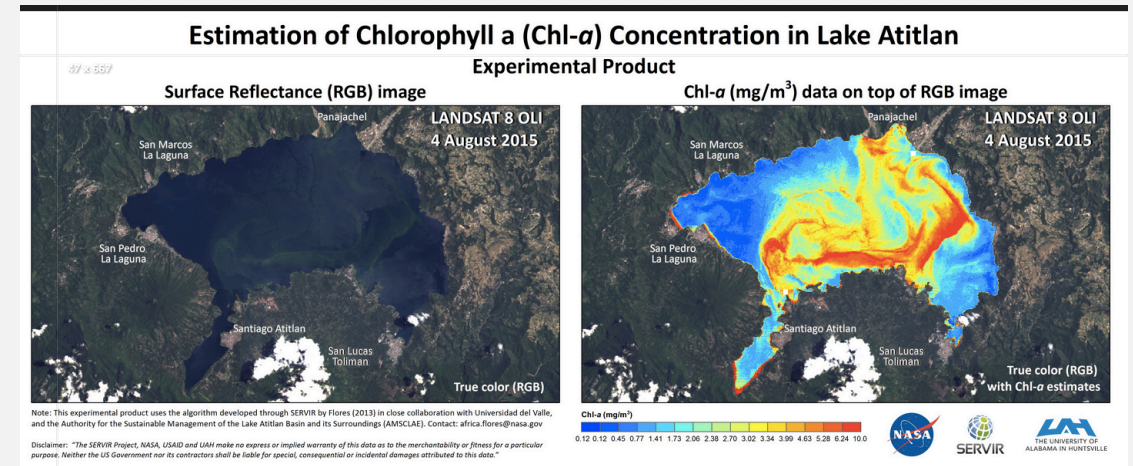 Estimation of Chlorophyll a (Chl-a) Concentration in Lake Atitlan
47 x 667
Experimental Product
Surface Reflectance (RGB) image
Panajachel
LANDSAT 8 OLI
4 August 2015
San Marcos
La Laguna
San Pedro
La Laguna
Santiago Atitlan
San Lucas
Toliman
True color (RGB)
Chl-a (mg/m³) data on top of RGB image
Panajachel
LANDSAT 8 OLI
4 August 2015
San Marcos
La Laguna
San Pedro
La Laguna
Santiago Atitlan
San Lucas
Toliman
True color (RGB)
with Chl-a estimates
Note: This experimental product uses the algorithm developed through SERVIR by Flores (2013) in close collaboration with Universidad del Valle,
and the Authority for the Sustainable Management of the Lake Atitlan Basin and its Surroundings (AMSCLAE). Contact: africa.flores@nasa.gov
Disclaimer: "The SERVIR Project, NASA, USAID and UAH make no express or implied warranty of this data as to the merchantability or fitness for a particular
purpose. Neither the US Government nor its contractors shall be liable for special, consequential or incidental damages attributed to this data."
Chl-a (mg/m³)
0.12 0.12 0.45 0.77 1.41 1.73 2.06 2.38 2.70 3.02 3.34 3.99 4.63 5.28 6.24 10.0
NASA
SERVIR
UAH
THE UNIVERSITY OF
ALABAMA IN HUNTSVILLE